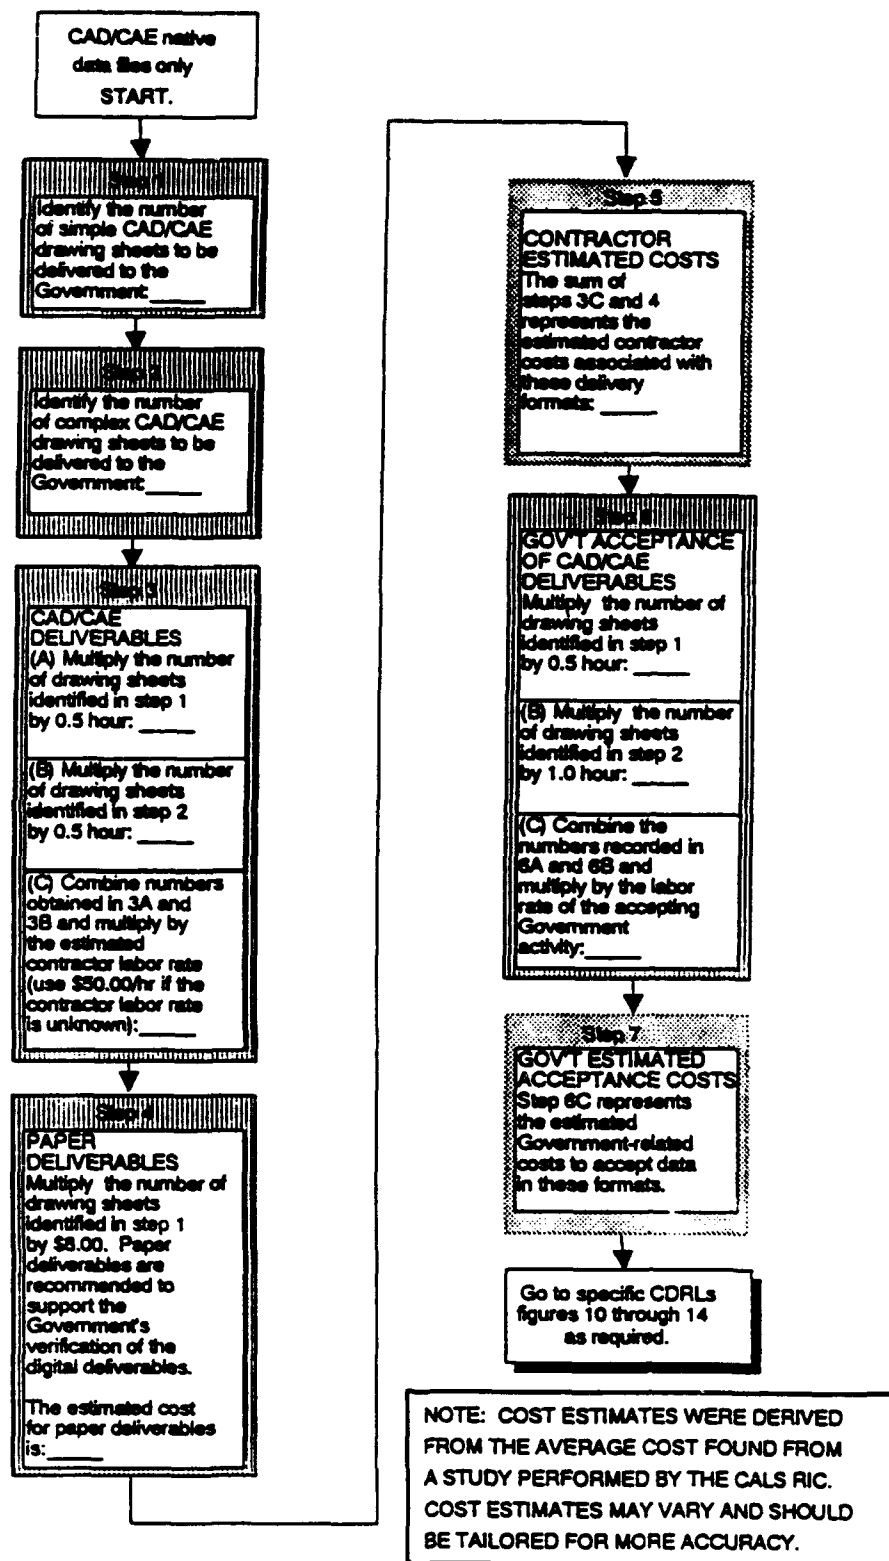 CAD/CAE native
data files only
START.
Step 1
Identify the number
of simple CAD/CAE
drawing sheets to be
delivered to the
Government:_____
Step 2
Identify the number
of complex CAD/CAE
drawing sheets to be
delivered to the
Government:_____
Step 3
CAD/CAE
DELIVERABLES
(A) Multiply the number
of drawing sheets
identified in step 1
by 0.5 hour: _____
(B) Multiply the number
of drawing sheets
identified in step 2
by 0.5 hour: _____
(C) Combine numbers
obtained in 3A and
3B and multiply by
the estimated
contractor labor rate
(use $50.00/hr if the
contractor labor rate
is unknown):_____
Step 4
PAPER
DELIVERABLES
Multiply the number of
drawing sheets
identified in step 1
by $8.00. Paper
deliverables are
recommended to
support the
Government's
verification of the
digital deliverables.
The estimated cost
for paper deliverables
is:_____
Step 5
CONTRACTOR
ESTIMATED COSTS
The sum of
steps 3C and 4
represents the
estimated contractor
costs associated with
these delivery
formats: _____
Step 6
GOV'T ACCEPTANCE
OF CAD/CAE
DELIVERABLES
Multiply the number of
drawing sheets
identified in step 1
by 0.5 hour: _____
(B) Multiply the number
of drawing sheets
identified in step 2
by 1.0 hour: _____
(C) Combine the
numbers recorded in
6A and 6B and
multiply by the labor
rate of the accepting
Government
activity:_____
Step 7
GOV'T ESTIMATED
ACCEPTANCE COSTS
Step 6C represents
the estimated
Government-related
costs to accept data
in these formats.
Go to specific CDRLs
figures 10 through 14
as required.
NOTE: COST ESTIMATES WERE DERIVED
FROM THE AVERAGE COST FOUND FROM
A STUDY PERFORMED BY THE CALS RIC.
COST ESTIMATES MAY VARY AND SHOULD
BE TAILORED FOR MORE ACCURACY.